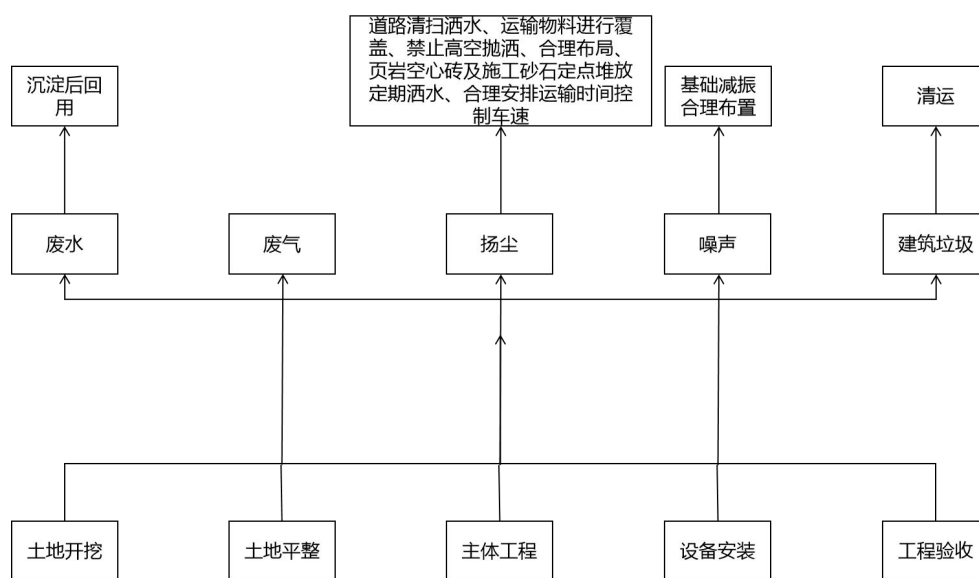 道路清扫洒水、运输物料进行覆
盖、禁止高空抛洒、合理布局、
页岩空心砖及施工砂石定点堆放
定期洒水、合理安排运输时间控
制车速
沉淀后回
用
基础减振
合理布置
清运
废水
废气
扬尘
噪声
建筑垃圾
土地开挖
土地平整
主体工程
设备安装
工程验收